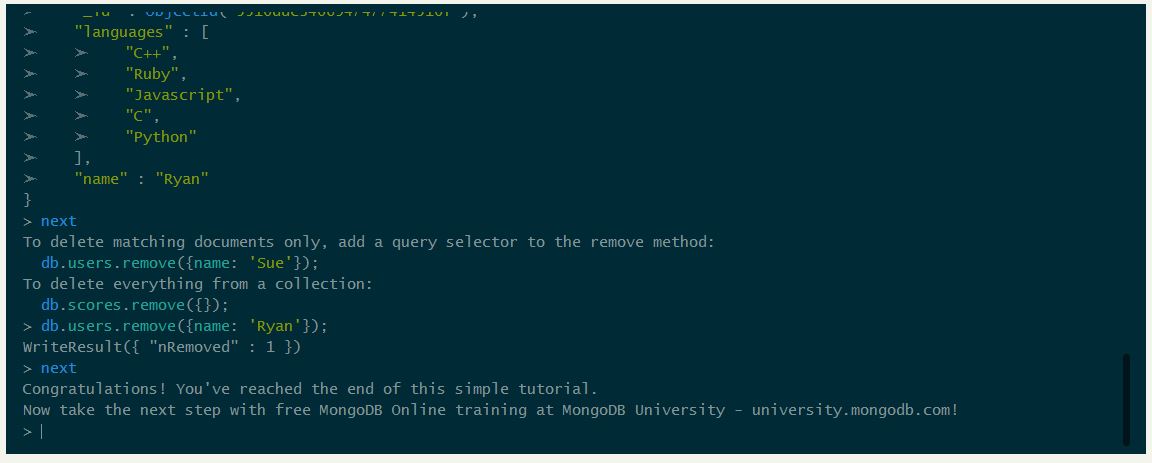 "languages" : [
"C++",
"Ruby",
"Javascript",
"C",
"Python"
],
"name" : "Ryan"
}
> next
To delete matching documents only, add a query selector to the remove method:
db.users.remove({name: 'Sue'});
To delete everything from a collection:
db.scores.remove({});
> db.users.remove({name: 'Ryan'});
WriteResult({ "nRemoved" : 1 })
> next
Congratulations! You've reached the end of this simple tutorial.
Now take the next step with free MongoDB Online training at MongoDB University - university.mongodb.com!
>